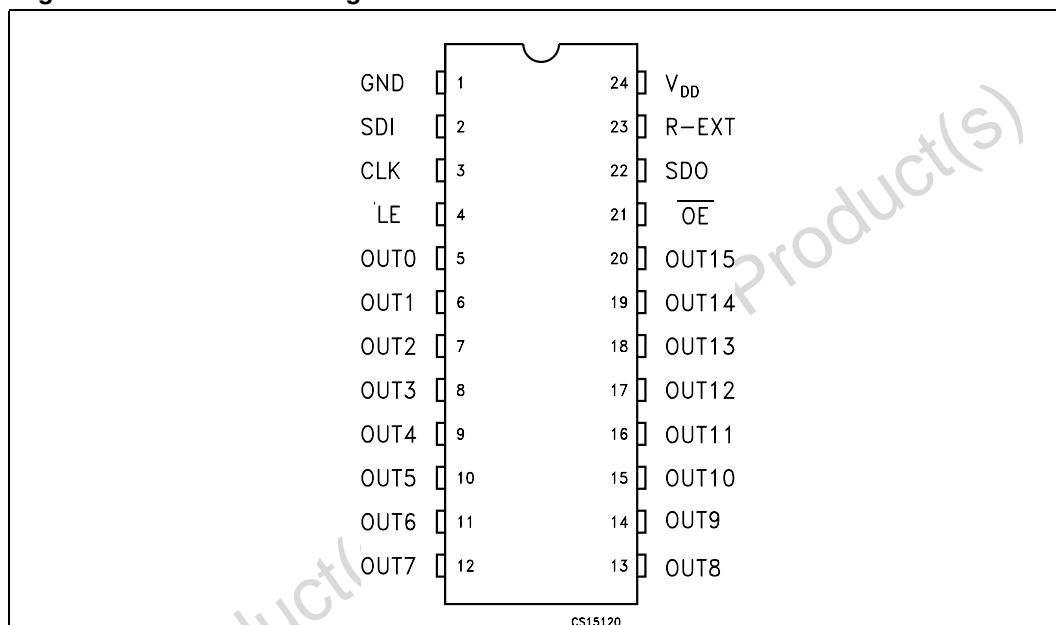 GND 1 24 VDD
SDI 2 23 R-EXT
CLK 3 22 SDO
LE 4 21 OE
OUT0 5 20 OUT15
OUT1 6 19 OUT14
OUT2 7 18 OUT13
OUT3 8 17 OUT12
OUT4 9 16 OUT11
OUT5 10 15 OUT10
OUT6 11 14 OUT9
OUT7 12 13 OUT8
CS15120
Product(s)